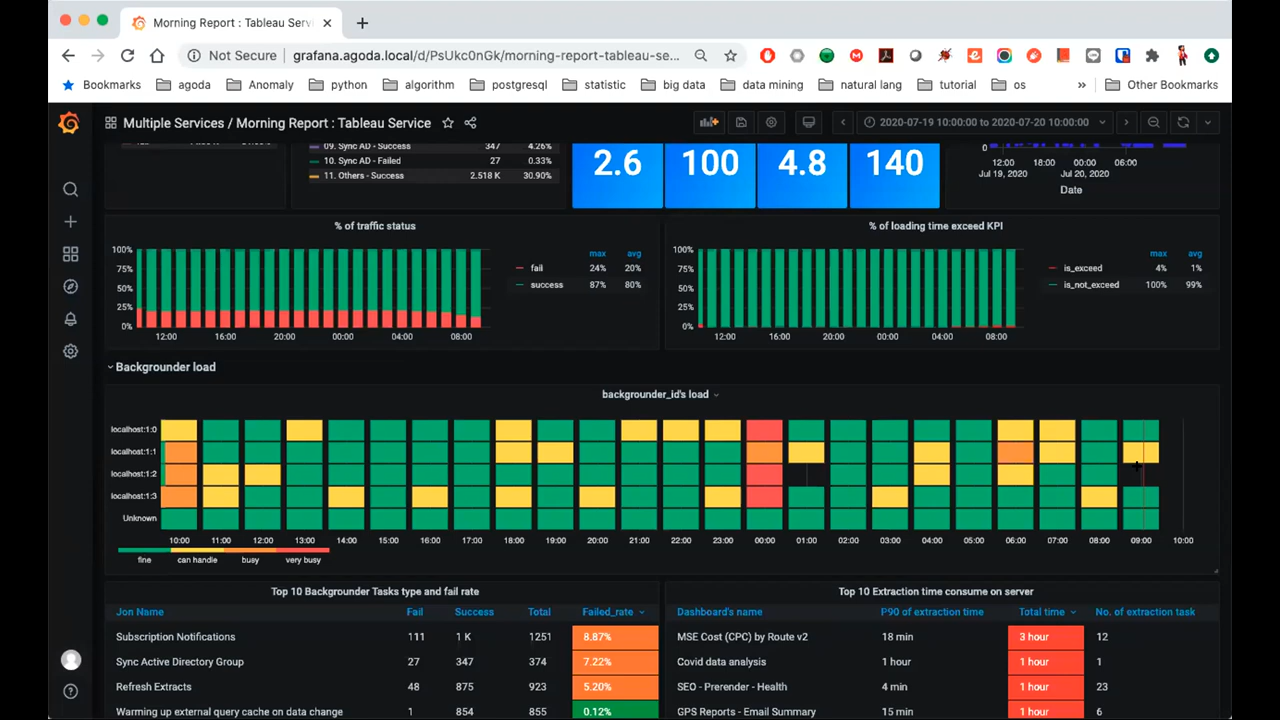 Morning Report : Tableau Servi
Not Secure grafana.agoda.local/d/PsUkc0nGk/morning-report-tableau-se...
Bookmarks agoda Anomaly python algorithm postgresql statistic big data data mining natural lang tutorial os » Other Bookmarks
Multiple Services / Morning Report : Tableau Service 2020-07-19 10:00:00 to 2020-07-20 10:00:00
09. Sync AD - Success 347 4.26%
10. Sync AD - Failed 27 0.33%
11. Others - Success 2.518 K 30.90%
2.6 100 4.8 140
0
12:00 18:00 00:00 06:00
Jul 19, 2020 Jul 20, 2020
Date
% of traffic status
max avg
fail 24% 20%
success 87% 80%
100%
75%
50%
25%
0%
12:00 16:00 20:00 00:00 04:00 08:00
% of loading time exceed KPI
max avg
is_exceed 4% 1%
is_not_exceed 100% 99%
100%
75%
50%
25%
0%
12:00 16:00 20:00 00:00 04:00 08:00
Backgrounder load
backgrounder_id's load
localhost:1:0
localhost:1:1
localhost:1:2
localhost:1:3
Unknown
10:00 11:00 12:00 13:00 14:00 15:00 16:00 17:00 18:00 19:00 20:00 21:00 22:00 23:00 00:00 01:00 02:00 03:00 04:00 05:00 06:00 07:00 08:00 09:00 10:00
fine can handle busy very busy
Top 10 Backgrounder Tasks type and fail rate
Jon Name Fail Success Total Failed_rate
Subscription Notifications 111 1 K 1251 8.87%
Sync Active Directory Group 27 347 374 7.22%
Refresh Extracts 48 875 923 5.20%
Warming up external query cache on data change 1 854 855 0.12%
Top 10 Extraction time consume on server
Dashboard's name P90 of extraction time Total time No. of extraction task
MSE Cost (CPC) by Route v2 18 min 3 hour 12
Covid data analysis 1 hour 1 hour 1
SEO - Prerender - Health 4 min 1 hour 23
GPS Reports - Email Summary 15 min 1 hour 6